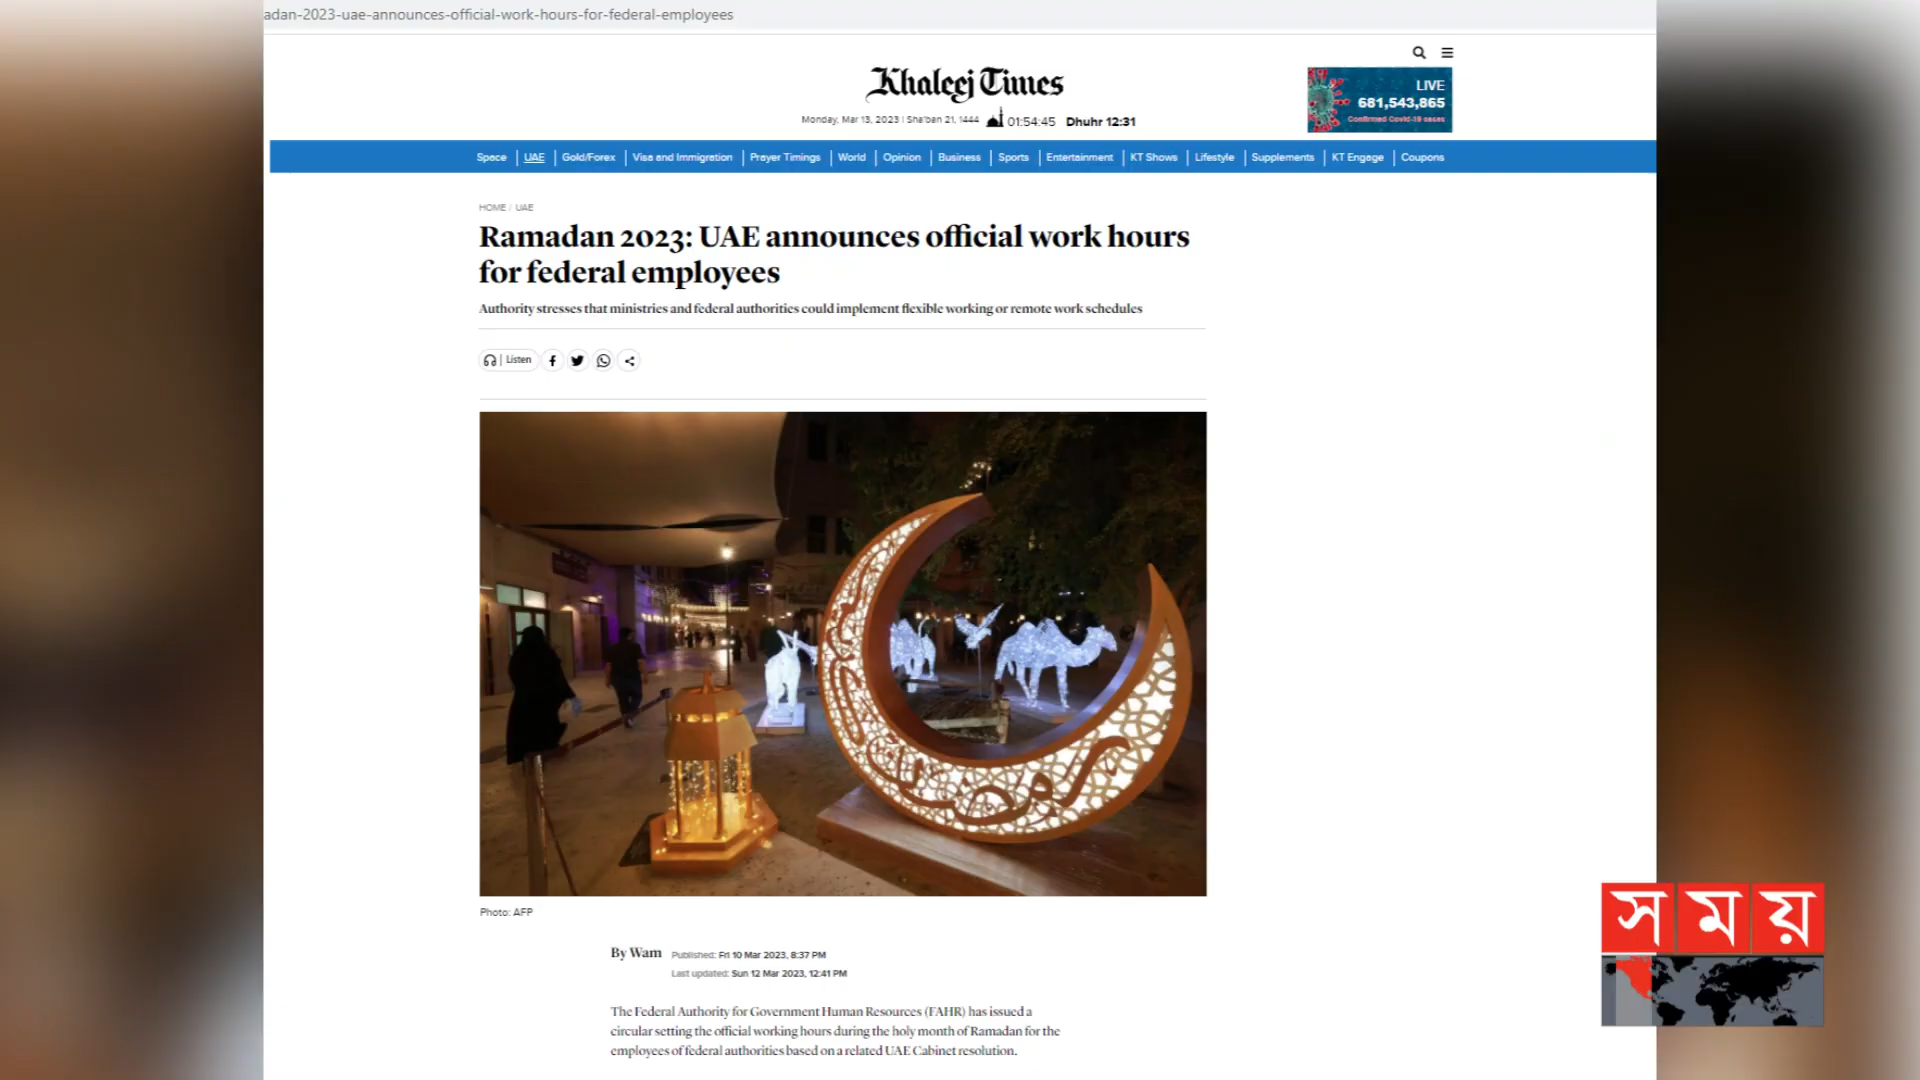 adan-2023-uae-announces-official-work-hours-for-federal-employees
Khaleej Times
LIVE
681,543,865
Confirmed Covid-19 cases
Monday, Mar 13, 2023 | Sha'ban 21, 1444 01:54:45 Dhuhr 12:31
Space UAE Gold/Forex Visa and Immigration Prayer Timings World Opinion Business Sports Entertainment KT Shows Lifestyle Supplements KT Engage Coupons
HOME / UAE
Ramadan 2023: UAE announces official work hours
for federal employees
Authority stresses that ministries and federal authorities could implement flexible working or remote work schedules
Listen
Photo: AFP
By Wam Published: Fri 10 Mar 2023, 8:37 PM
Last updated: Sun 12 Mar 2023, 12:41 PM
The Federal Authority for Government Human Resources (FAHR) has issued a
circular setting the official working hours during the holy month of Ramadan for the
employees of federal authorities based on a related UAE Cabinet resolution.
সময়